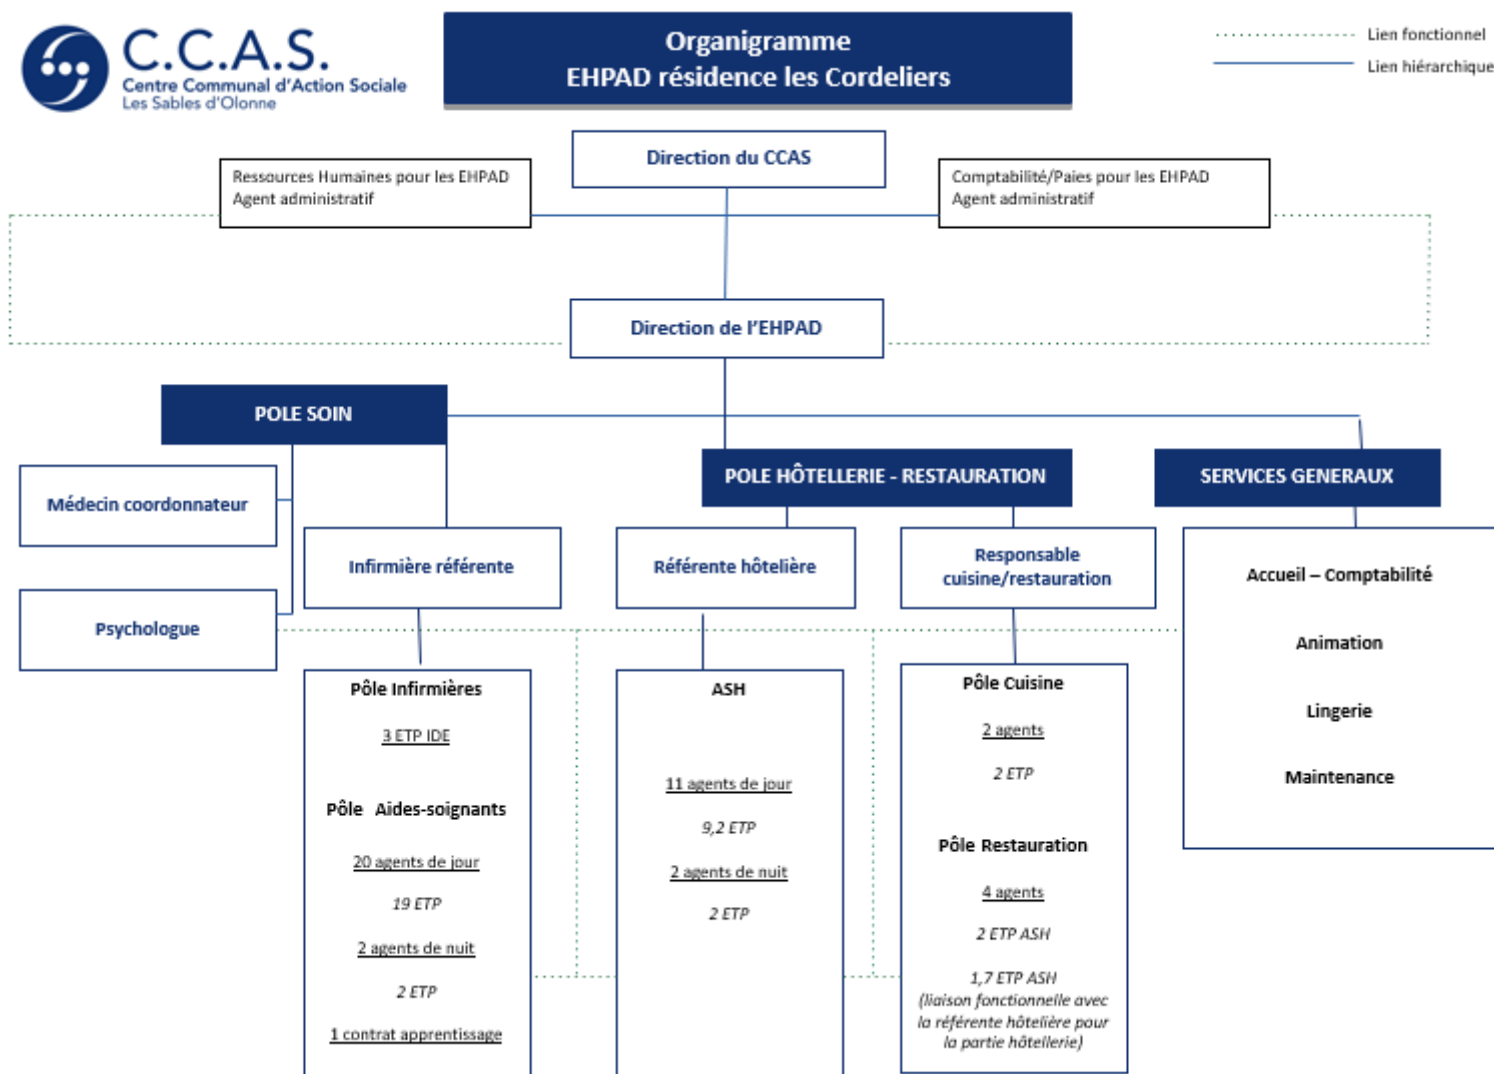 C.C.A.S.
Centre Communal d'Action Sociale
Les Sables d'Olonne
Organigramme
EHPAD résidence les Cordeliers
Lien fonctionnel
Lien hiérarchique
Direction du CCAS
Ressources Humaines pour les EHPAD
Agent administratif
Comptabilité/Paies pour les EHPAD
Agent administratif
Direction de l'EHPAD
POLE SOIN
POLE HÔTELLERIE - RESTAURATION
SERVICES GENERAUX
Médecin coordonnateur
Psychologue
Infirmière référente
Référente hôtelière
Responsable
cuisine/restauration
Pôle Infirmières
3 ETP IDE
Pôle Aides-soignants
20 agents de jour
19 ETP
2 agents de nuit
2 ETP
1 contrat apprentissage
ASH
11 agents de jour
9,2 ETP
2 agents de nuit
2 ETP
Pôle Cuisine
2 agents
2 ETP
Pôle Restauration
4 agents
2 ETP ASH
1,7 ETP ASH
(liaison fonctionnelle avec
la référente hôtelière pour
la partie hôtellerie)
Accueil – Comptabilité
Animation
Lingerie
Maintenance